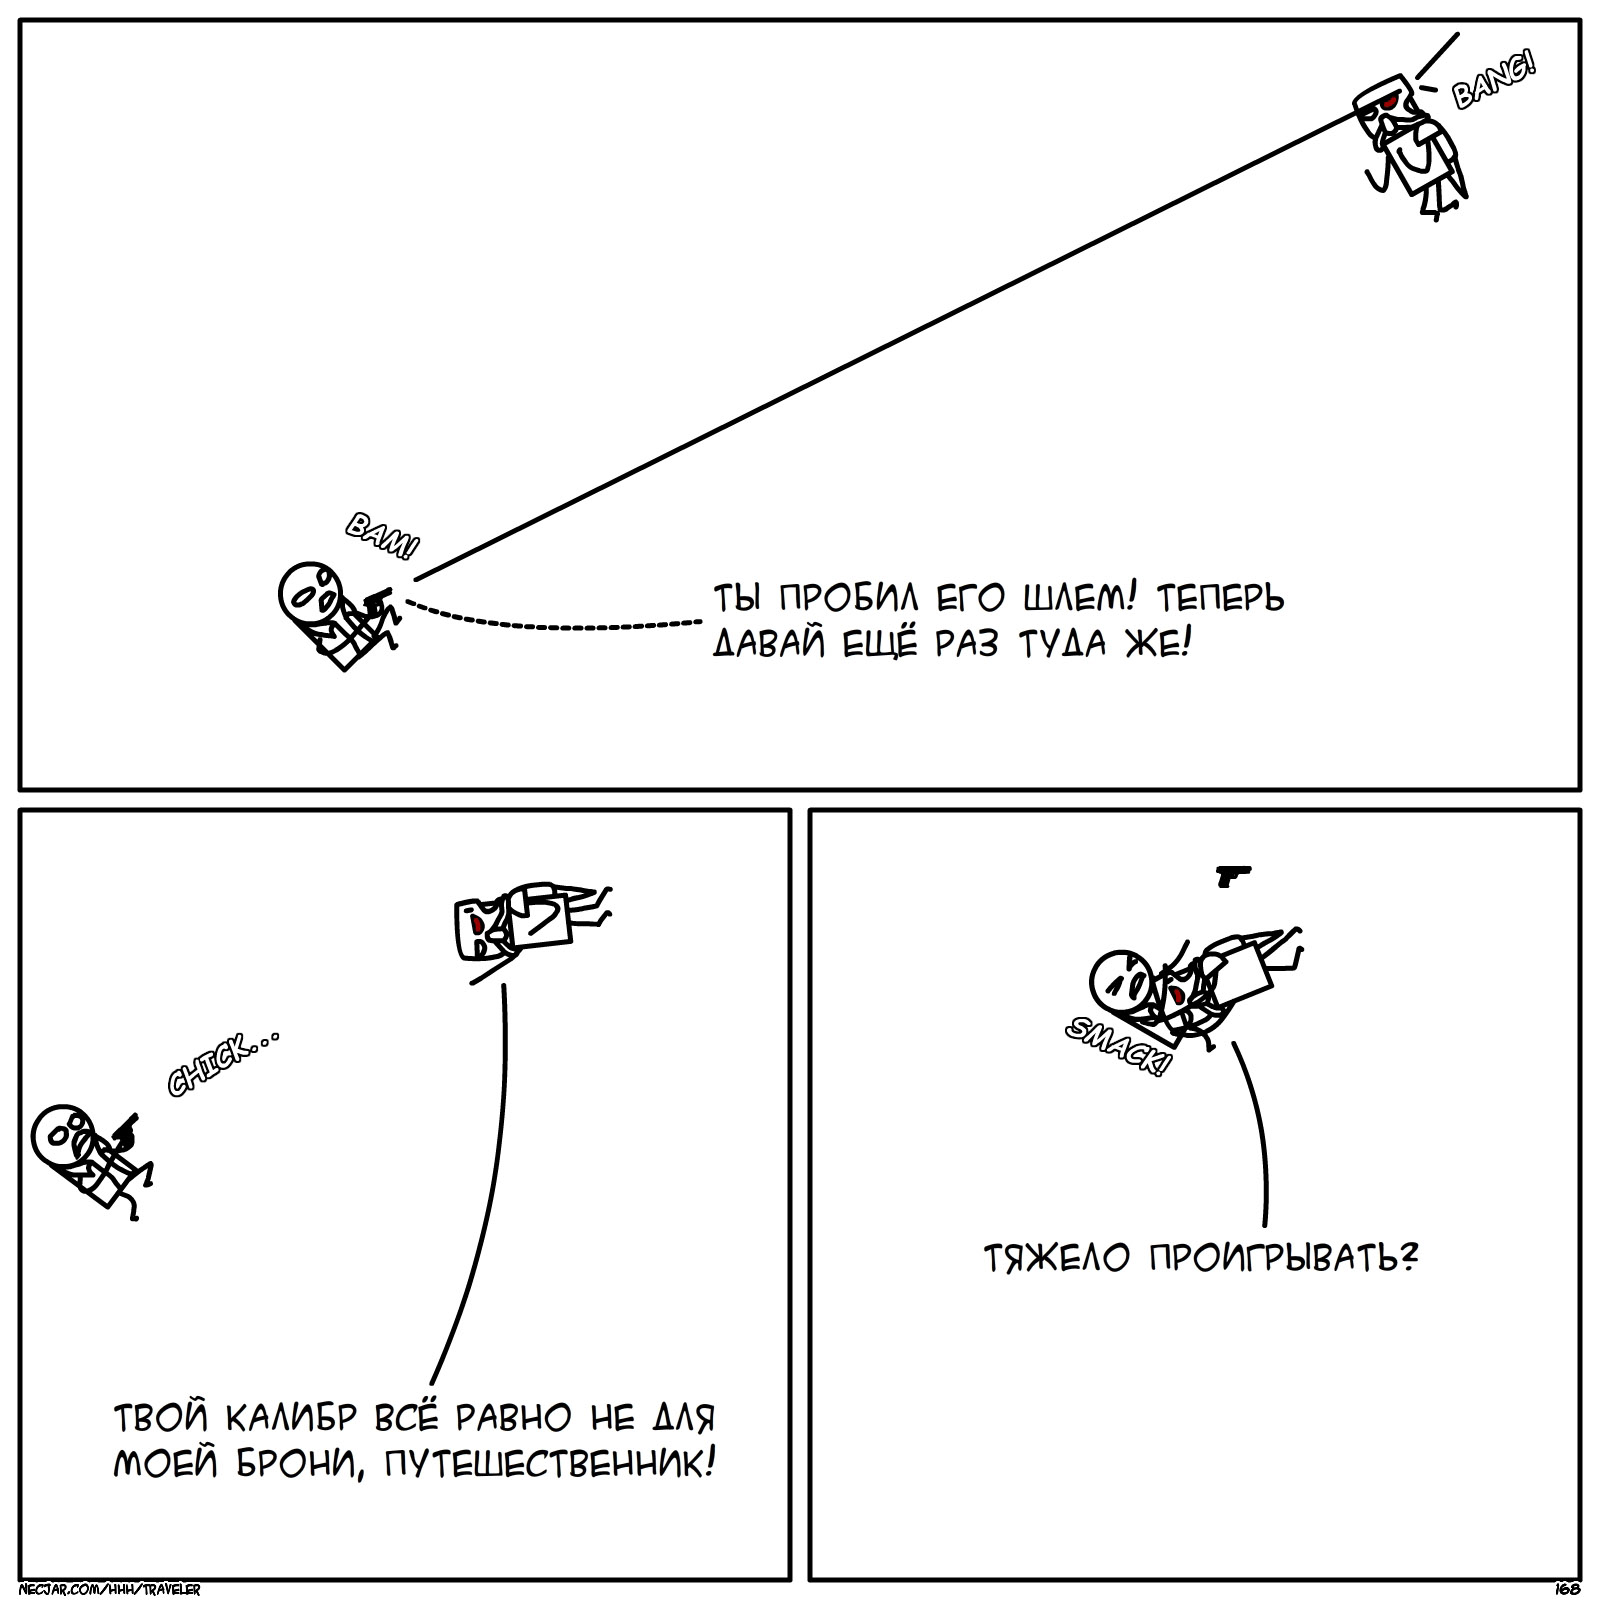 BANG!
BAM!
ТЫ ПРОБИЛ ЕГО ШЛЕМ! ТЕПЕРЬ
ДАВАЙ ЕЩЁ РАЗ ТУДА ЖЕ!
CHICK...
ТВОЙ КАЛИБР ВСЁ РАВНО НЕ ДЛЯ
МОЕЙ БРОНИ, ПУТЕШЕСТВЕННИК!
SMACK!
ТЯЖЕЛО ПРОИГРЫВАТЬ?
NECJAR.COM/HHH/TRAVELER
168